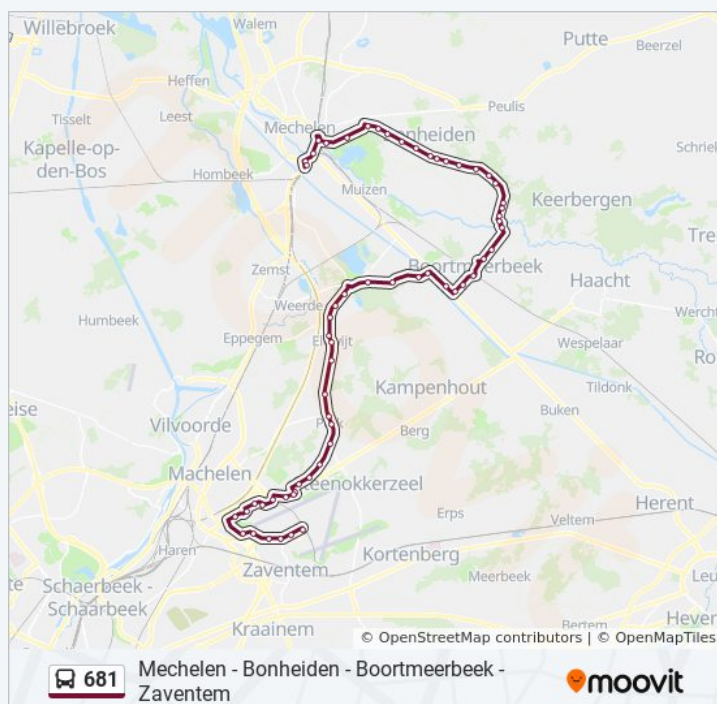 Willebroek
Walem
Putte
Beerzel
Heffen
Tisselt
Leest
Mechelen
Peulis
Bonheiden
Kapelle-op-
den-Bos
Schriek
Hombeek
Muizen
Keerbergen
Zemst
Boortmeerbeek
Haacht
Weerde
Humbeek
Eppegem
Wespelaar
Kampenhout
Tildonk
Buken
Vilvoorde
Berg
Machelen
Steenokkerzeel
Herent
Erps
Veltem
Haren
Kortenberg
Zaventem
Schaerbeek -
Schaarbeek
Meerbeek
Bertem
Kraainem
© OpenStreetMap contributors | © OpenMapTiles
681
Mechelen - Bonheiden - Boortmeerbeek -
Zaventem
moovit